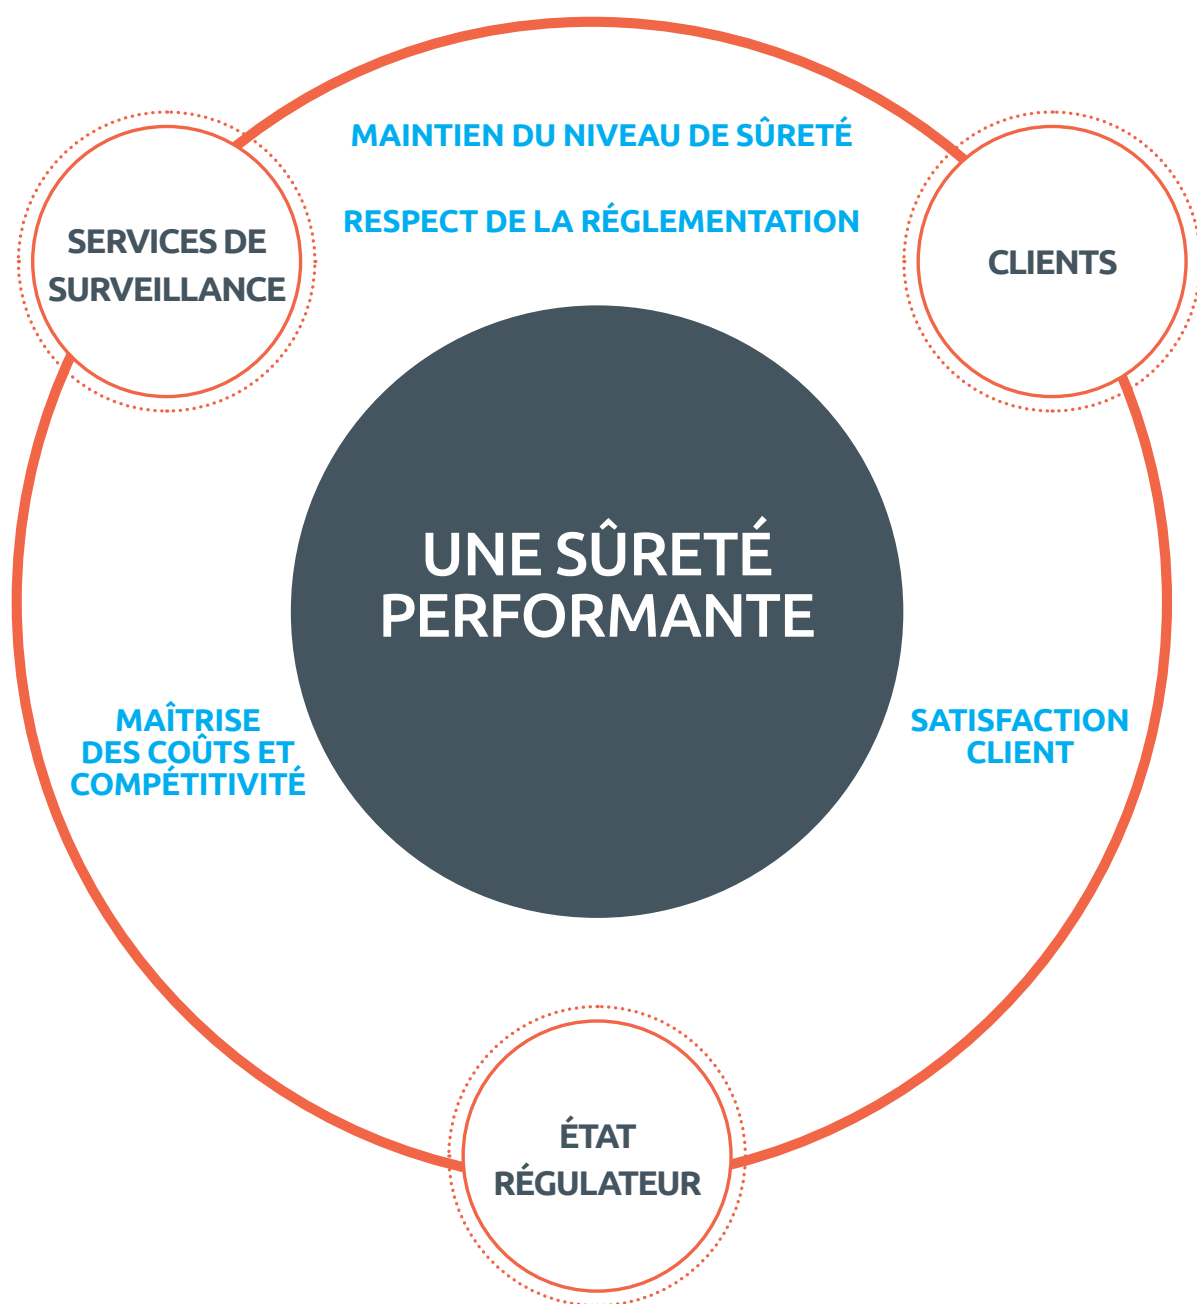 MAINTIEN DU NIVEAU DE SÛRETÉ
RESPECT DE LA RÉGLEMENTATION
SERVICES DE
SURVEILLANCE
CLIENTS
UNE SÛRETÉ
PERFORMANTE
MAÎTRISE
DES COÛTS ET
COMPÉTITIVITÉ
SATISFACTION
CLIENT
ÉTAT
RÉGULATEUR